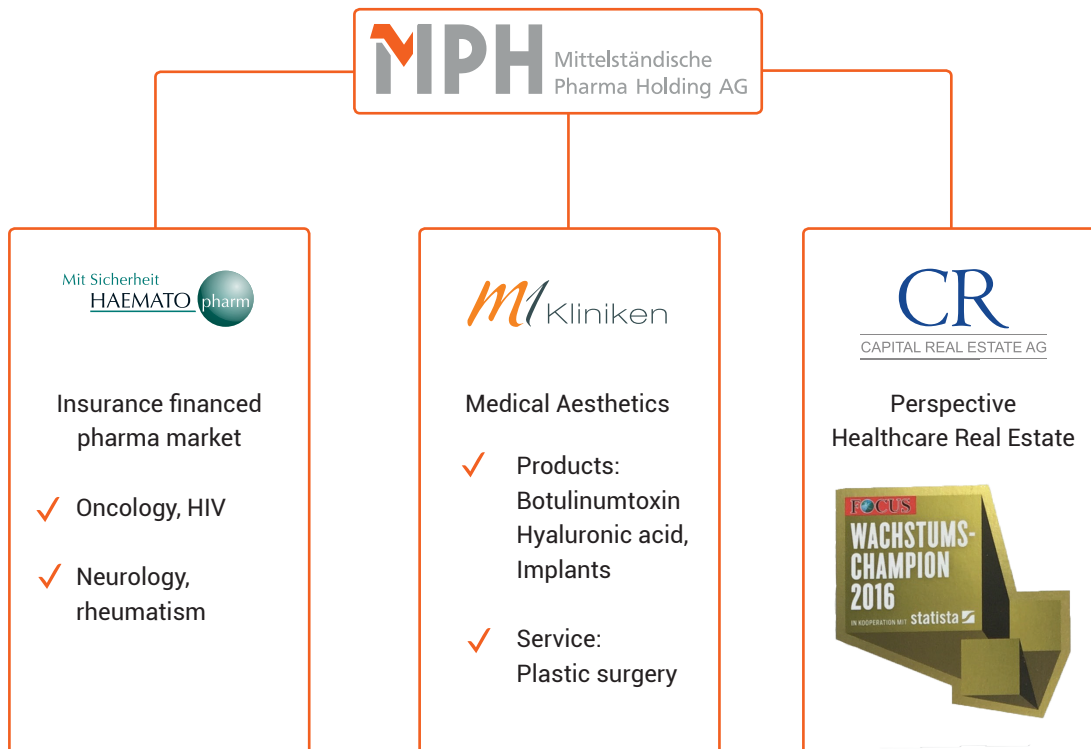 MPH Mittelständische
Pharma Holding AG
Mit Sicherheit
HAEMATO pharm
Insurance financed
pharma market
Oncology, HIV
Neurology,
rheumatism
m1 Kliniken
Medical Aesthetics
Products:
Botulinumtoxin
Hyaluronic acid,
Implants
Service:
Plastic surgery
CR
CAPITAL REAL ESTATE AG
Perspective
Healthcare Real Estate
FOCUS
WACHSTUMS-
CHAMPION
2016
IN KOOPERATION MIT statista